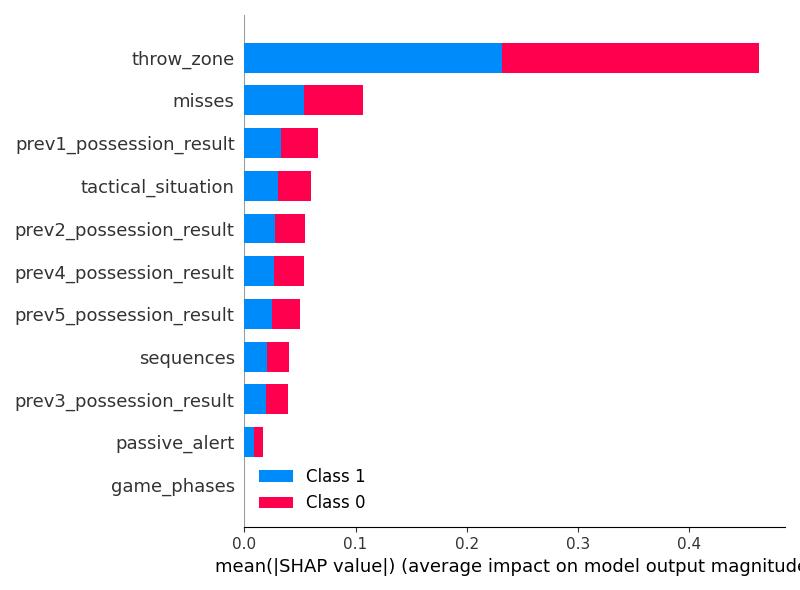 throw_zone
misses
prev1_possession_result
tactical_situation
prev2_possession_result
prev4_possession_result
prev5_possession_result
sequences
prev3_possession_result
passive_alert
game_phases
Class 1
Class 0
0.0 0.1 0.2 0.3 0.4
mean(|SHAP value|) (average impact on model output magnitude